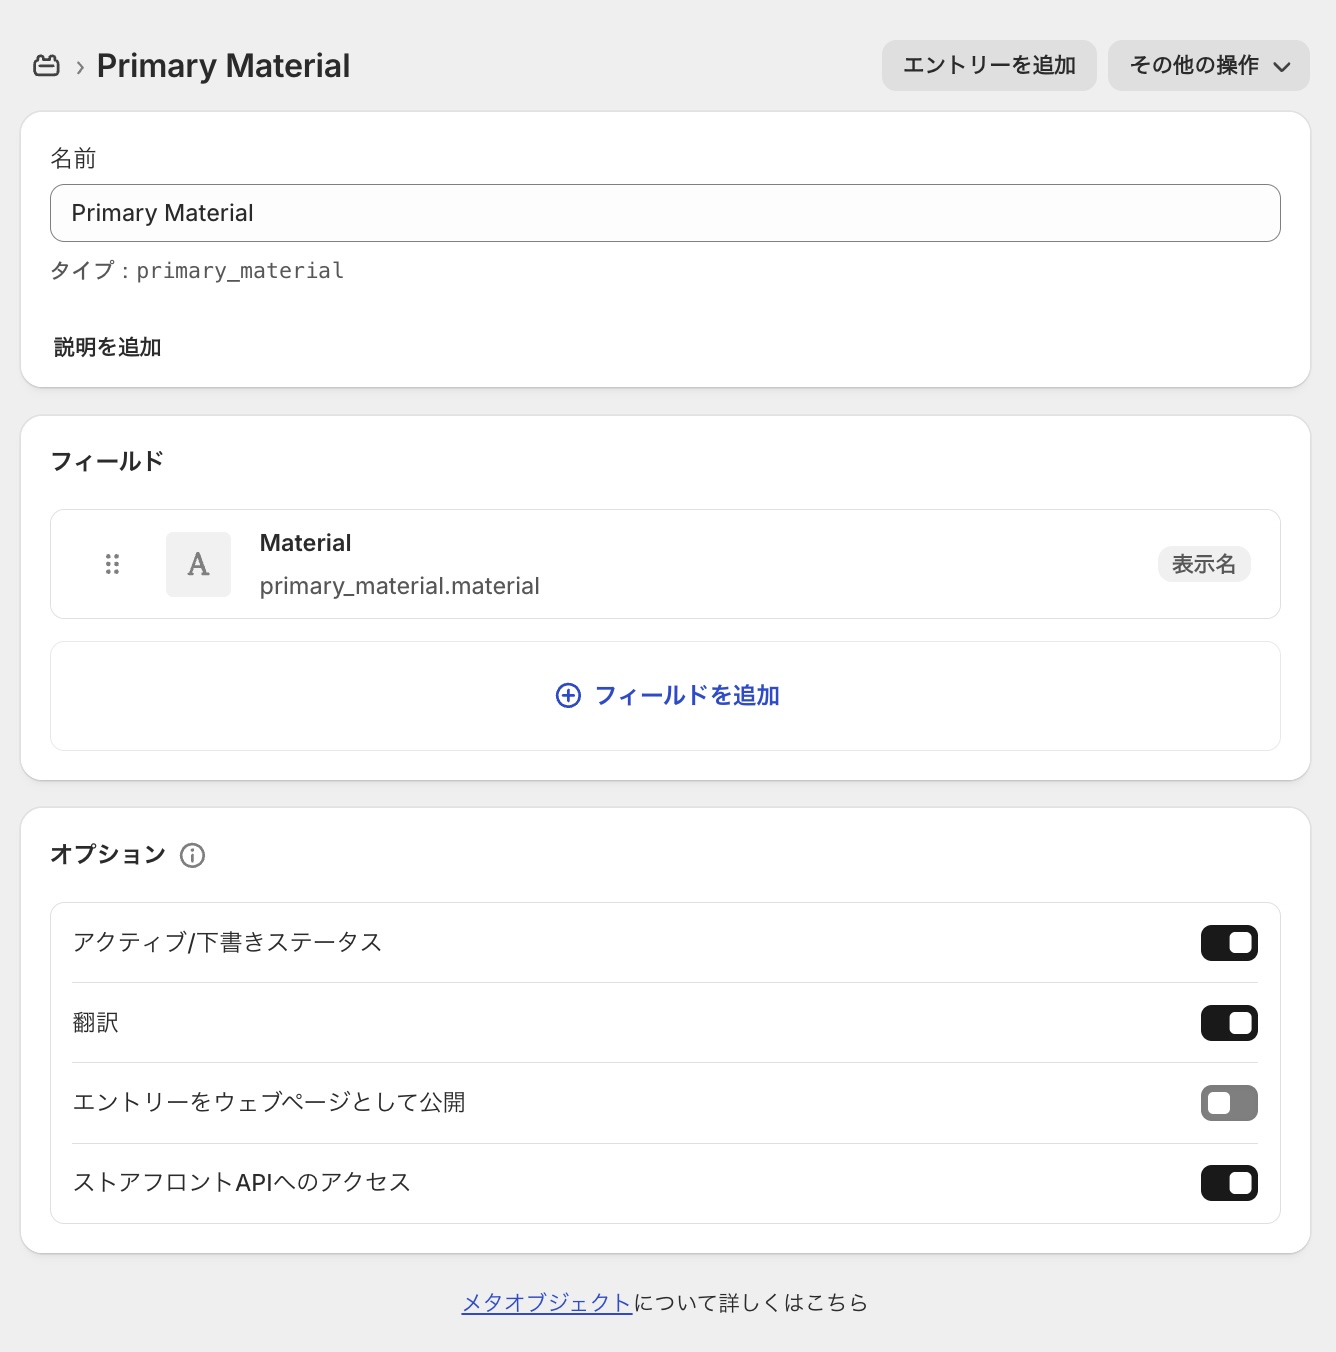 Primary Material
エントリーを追加
その他の操作
名前
Primary Material
タイプ：primary_material
説明を追加
フィールド
A
Material
primary_material.material
表示名
フィールドを追加
オプション
アクティブ/下書きステータス
翻訳
エントリーをウェブページとして公開
ストアフロントAPIへのアクセス
メタオブジェクトについて詳しくはこちら